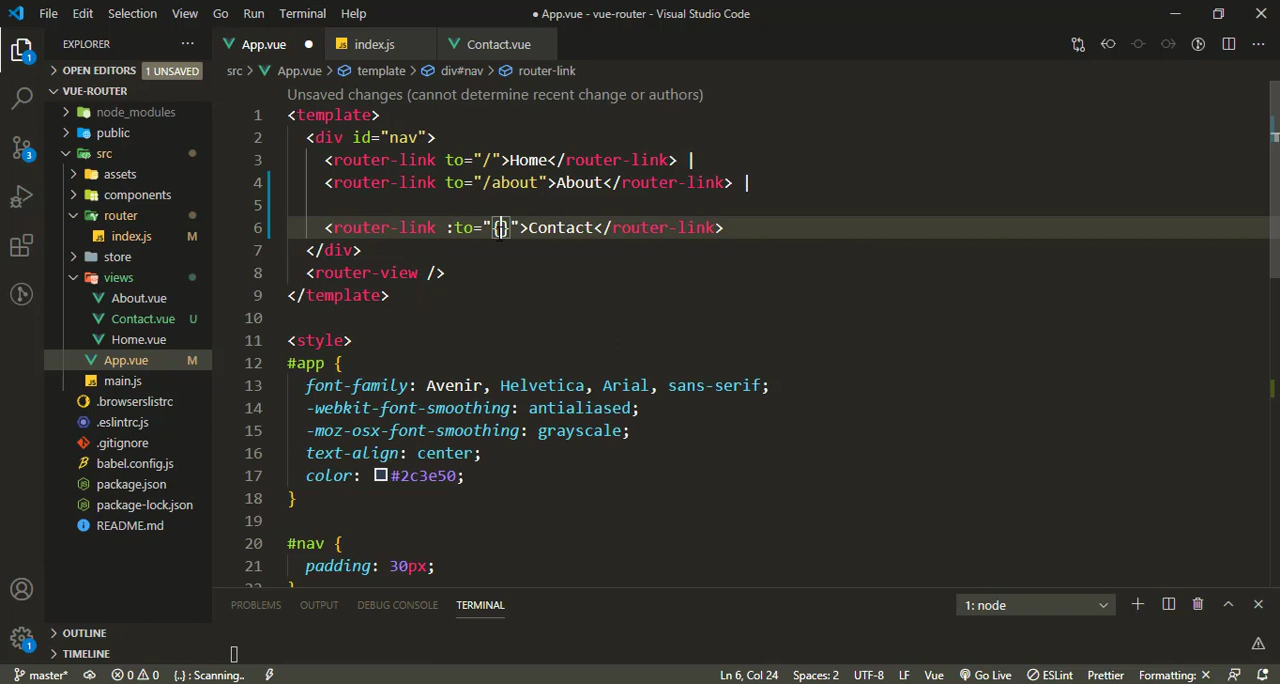 File Edit Selection View Go Run Terminal Help
● App.vue - vue-router - Visual Studio Code
EXPLORER
App.vue
index.js
Contact.vue
OPEN EDITORS 1 UNSAVED
src > App.vue > template > div#nav > router-link
VUE-ROUTER
node_modules
public
src
assets
components
router
index.js M
store
views
About.vue
Contact.vue U
Home.vue
App.vue M
main.js
.browserslistrc
.eslintrc.js
.gitignore
babel.config.js
package.json
package-lock.json
README.md
OUTLINE
TIMELINE
1
3
1
Unsaved changes (cannot determine recent change or authors)
1 <template>
2 <div id="nav">
3 <router-link to="/">Home</router-link> |
4 <router-link to="/about">About</router-link> |
5
6 <router-link :to="{}">Contact</router-link>
7 </div>
8 <router-view />
9 </template>
10
11 <style>
12 #app {
13 font-family: Avenir, Helvetica, Arial, sans-serif;
14 -webkit-font-smoothing: antialiased;
15 -moz-osx-font-smoothing: grayscale;
16 text-align: center;
17 color: #2c3e50;
18 }
19
20 #nav {
21 padding: 30px;
22 }
PROBLEMS OUTPUT DEBUG CONSOLE TERMINAL
1: node
master* 0 0 {..} : Scanning..
Ln 6, Col 24 Spaces: 2 UTF-8 LF Vue Go Live ESLint Prettier Formatting: ×